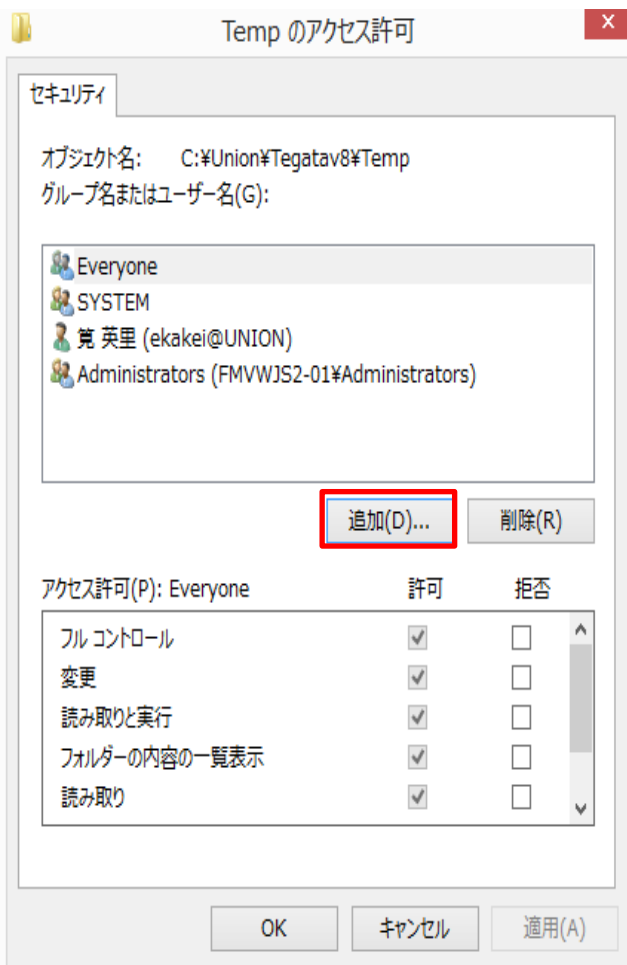 Temp のアクセス許可
x
セキュリティ
オブジェクト名: C:¥Union¥Tegatav8¥Temp
グループ名またはユーザー名(G):
Everyone
SYSTEM
筧 英里 (ekakei@UNION)
Administrators (FMVWJS2-01¥Administrators)
追加(D)... 削除(R)
アクセス許可(P): Everyone 許可 拒否
フル コントロール
変更
読み取りと実行
フォルダーの内容の一覧表示
読み取り
OK キャンセル 適用(A)